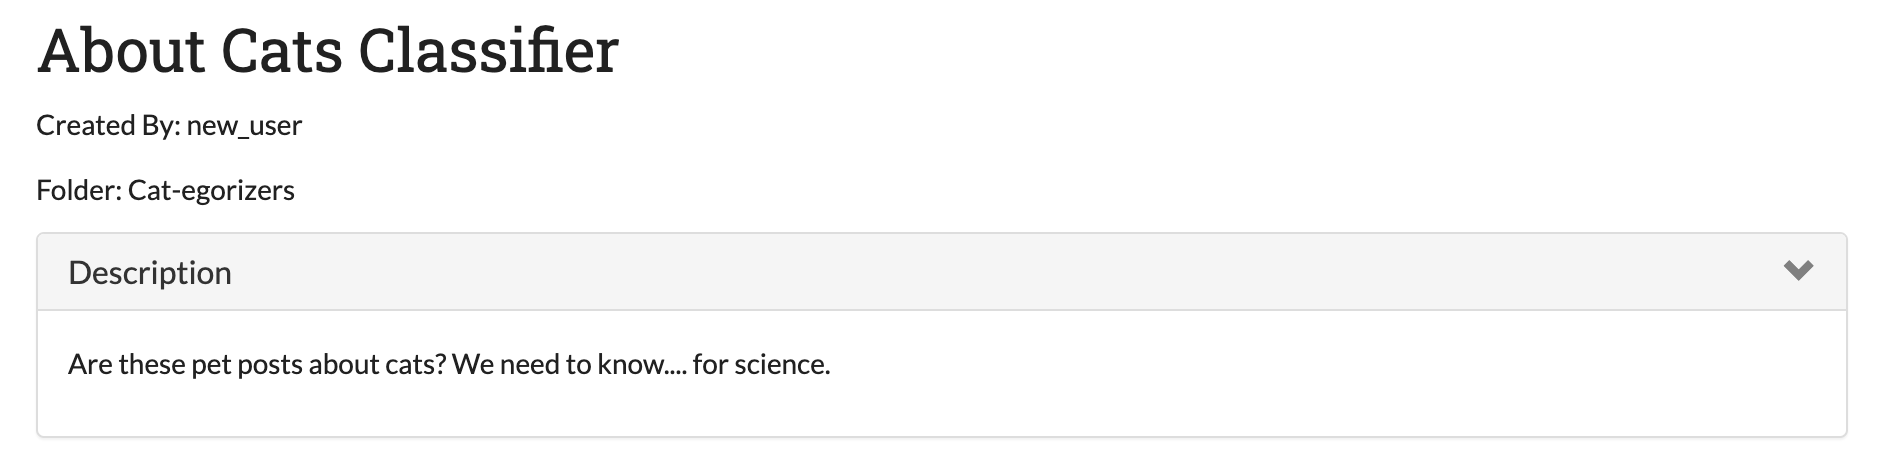 About Cats Classifier
Created By: new_user
Folder: Cat-egorizers
Description
Are these pet posts about cats? We need to know.... for science.